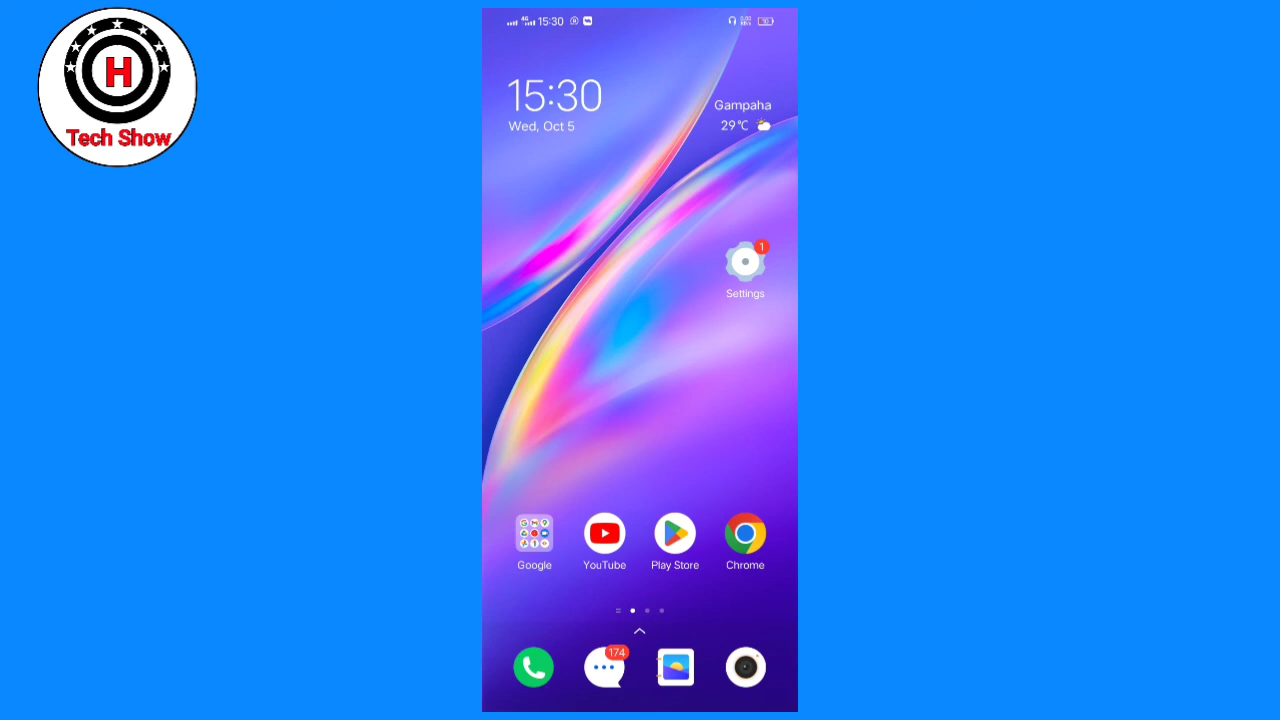 H
Tech Show
4G
15:30
15:30
Wed, Oct 5
Gampaha
29℃
1
Settings
Google
YouTube
Play Store
Chrome
174